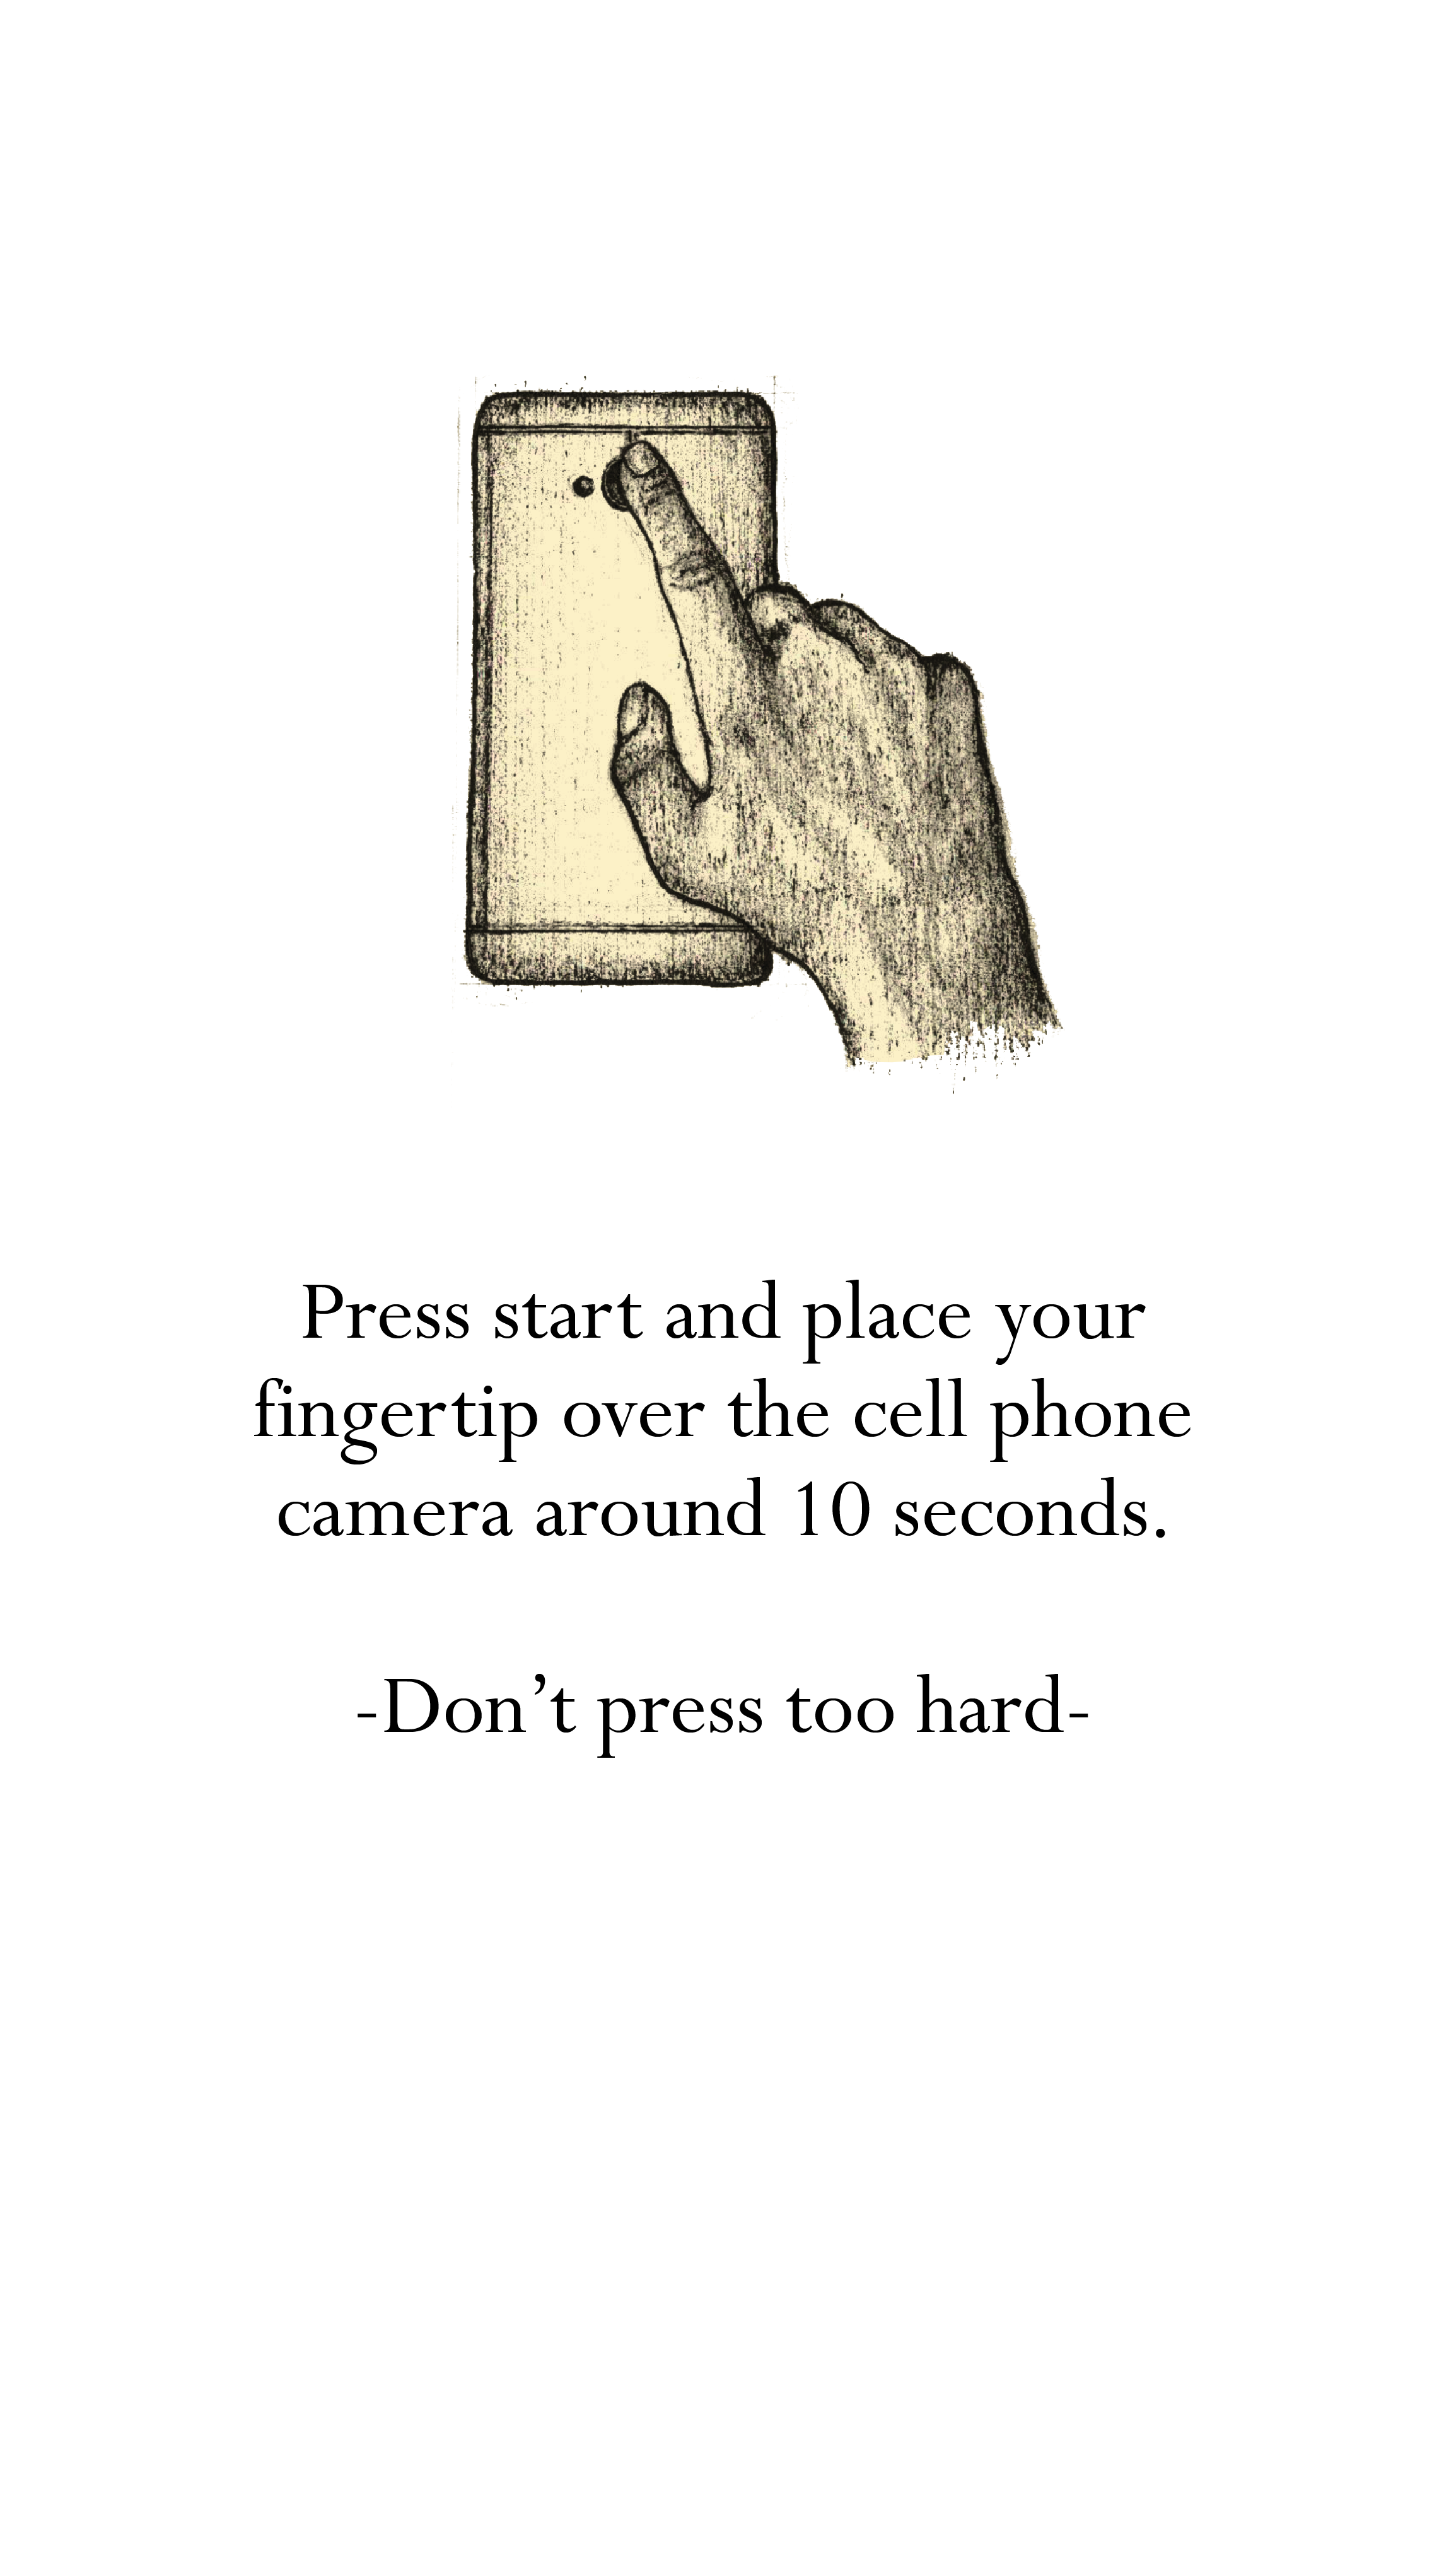 Press start and place your
fingertip over the cell phone
camera around 10 seconds.
-Don’t press too hard-